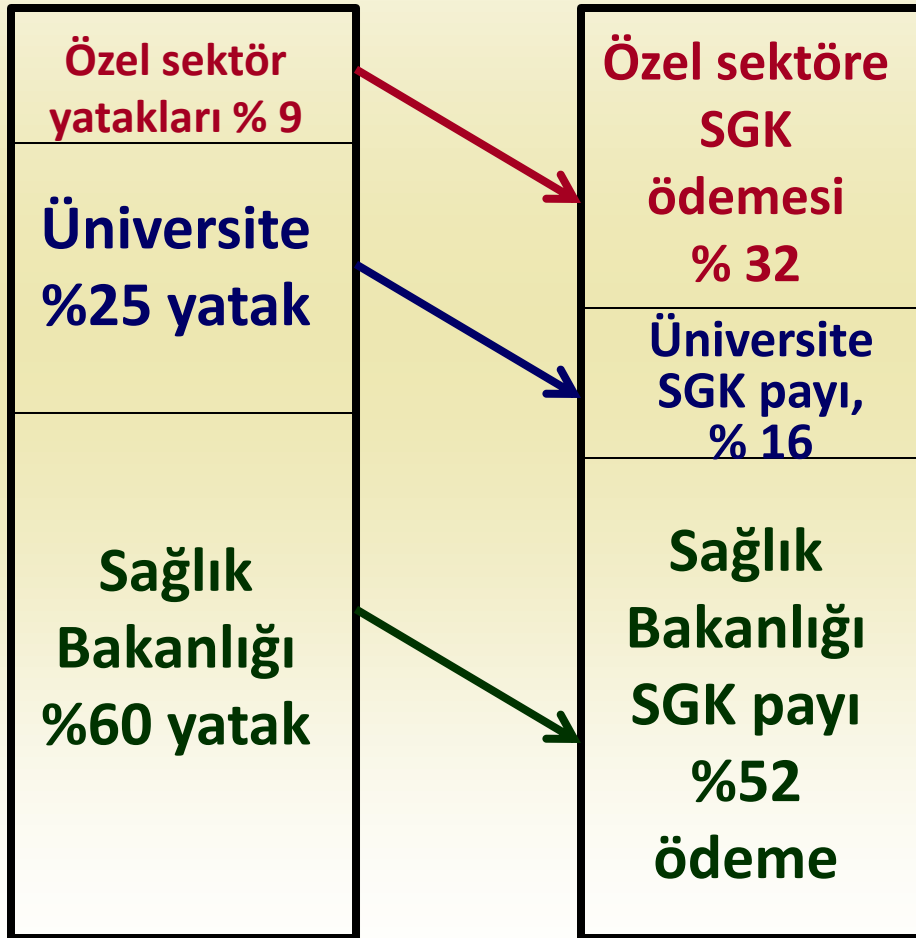 Özel sektör
yatakları % 9
Üniversite
%25 yatak
Sağlık
Bakanlığı
%60 yatak
Özel sektöre
SGK
ödemesi
% 32
Üniversite
SGK payı,
% 16
Sağlık
Bakanlığı
SGK payı
%52
ödeme